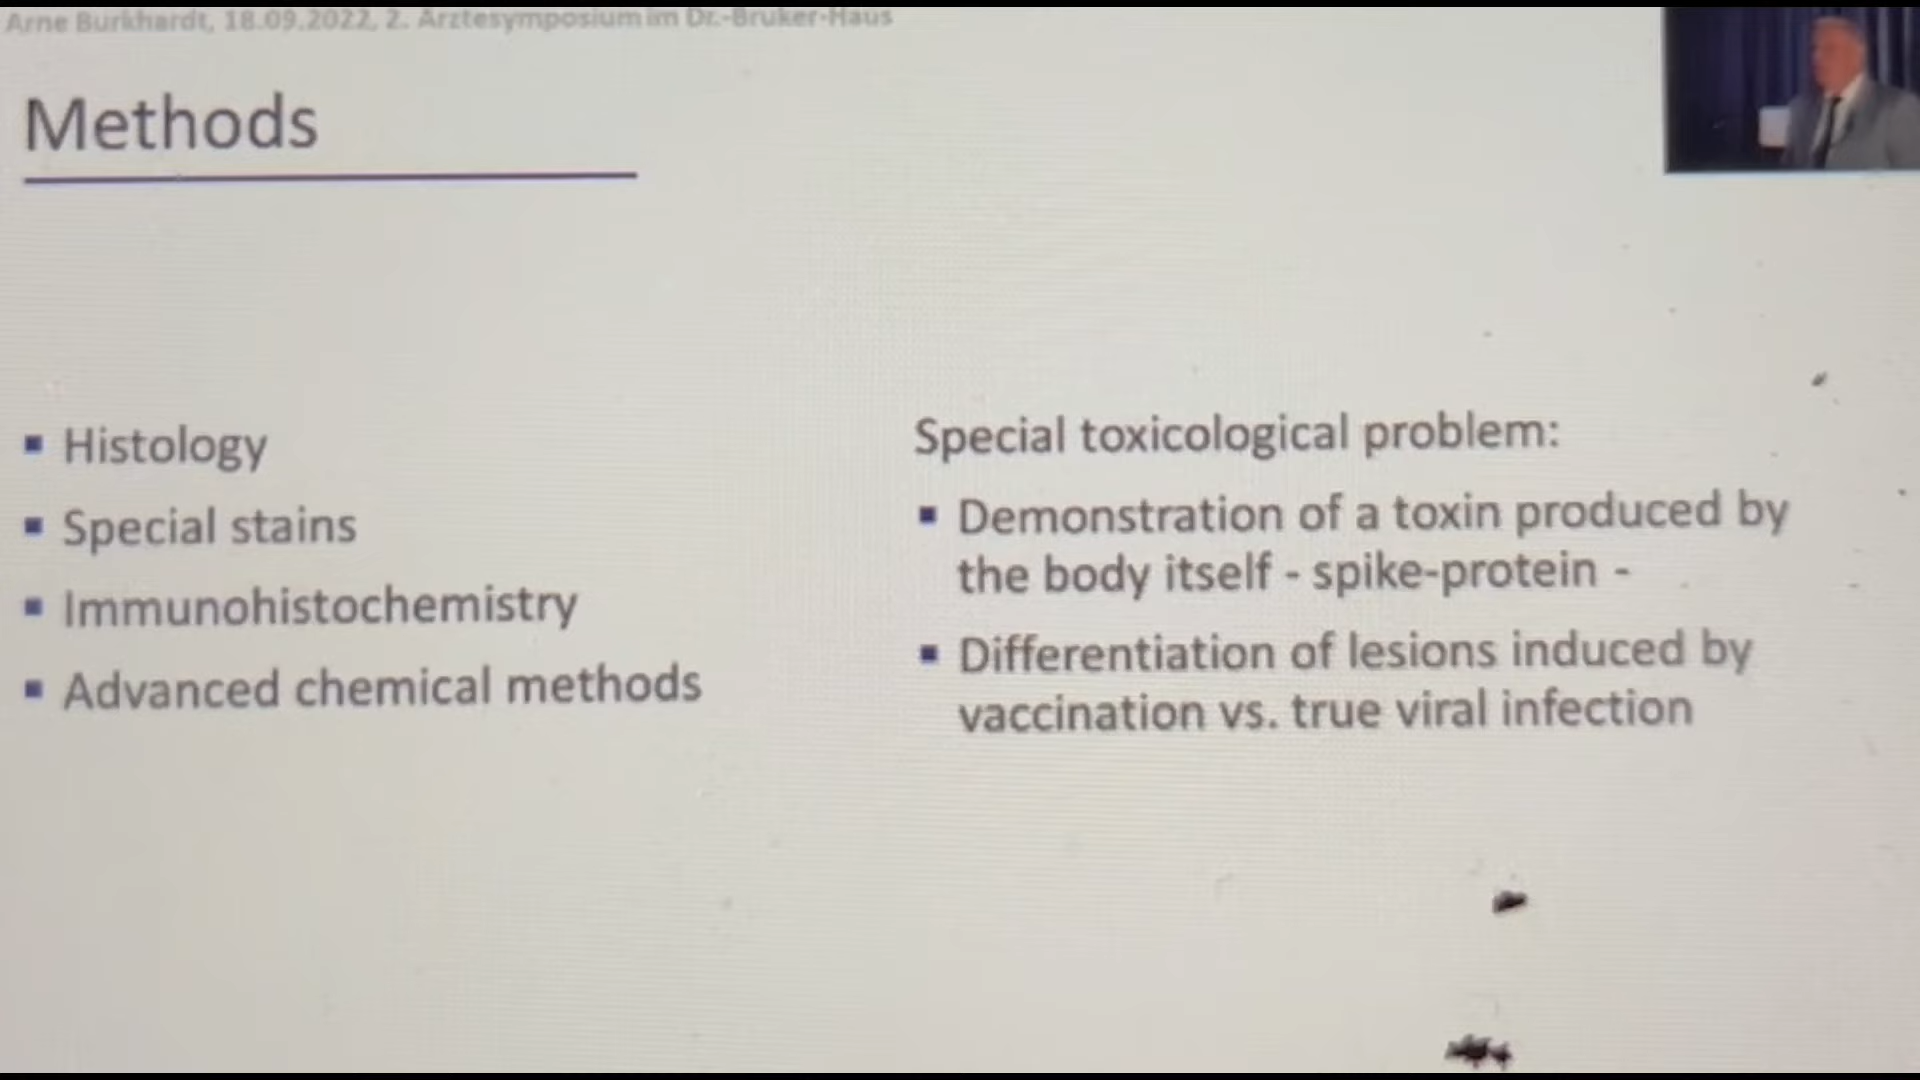 Arne Burkhardt, 18.09.2022, 2. Ärztesymposium im Dr.-Bruker-Haus
Methods
▪ Histology
▪ Special stains
▪ Immunohistochemistry
▪ Advanced chemical methods
Special toxicological problem:
▪ Demonstration of a toxin produced by
the body itself - spike-protein -
▪ Differentiation of lesions induced by
vaccination vs. true viral infection